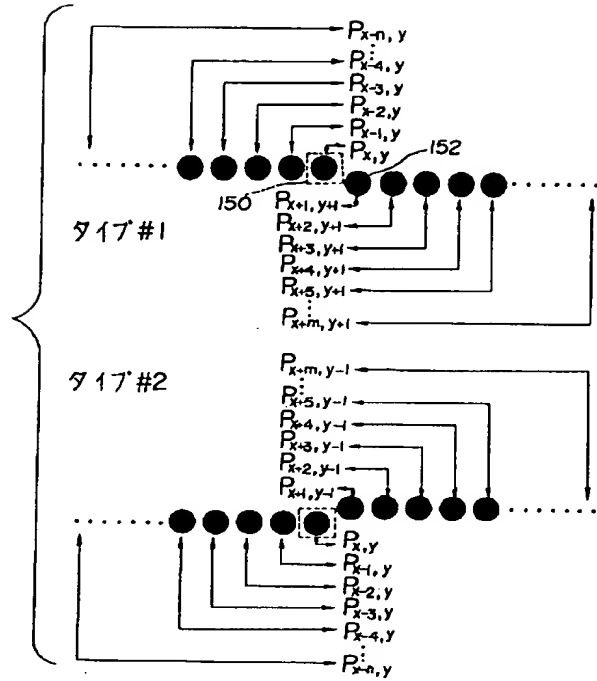 Px-n, y
Px-4, y
Px-3, y
Px-2, y
Px-1, y
Px, y
152
150
Px+1, y+1
Px+2, y+1
Px+3, y+1
Px+4, y+1
Px+5, y+1
Px+m, y+1
タイプ#1
タイプ#2
Px+m, y-1
Px+5, y-1
Px+4, y-1
Px+3, y-1
Px+2, y-1
Px+1, y-1
Px, y
Px-1, y
Px-2, y
Px-3, y
Px-4, y
Px-n, y